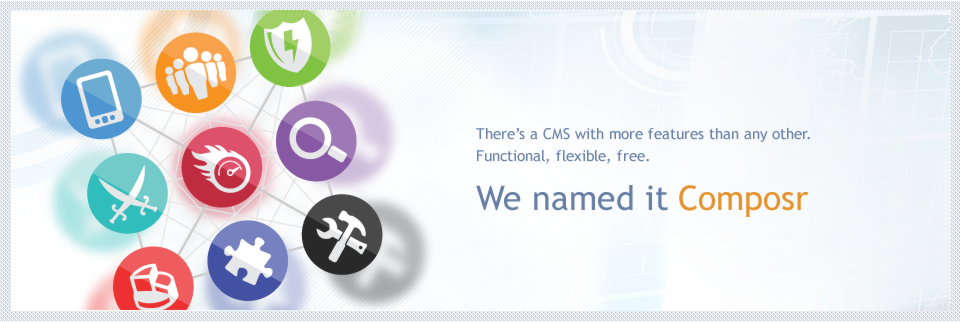 There's a CMS with more features than any other.
Functional, flexible, free.
We named it Composr